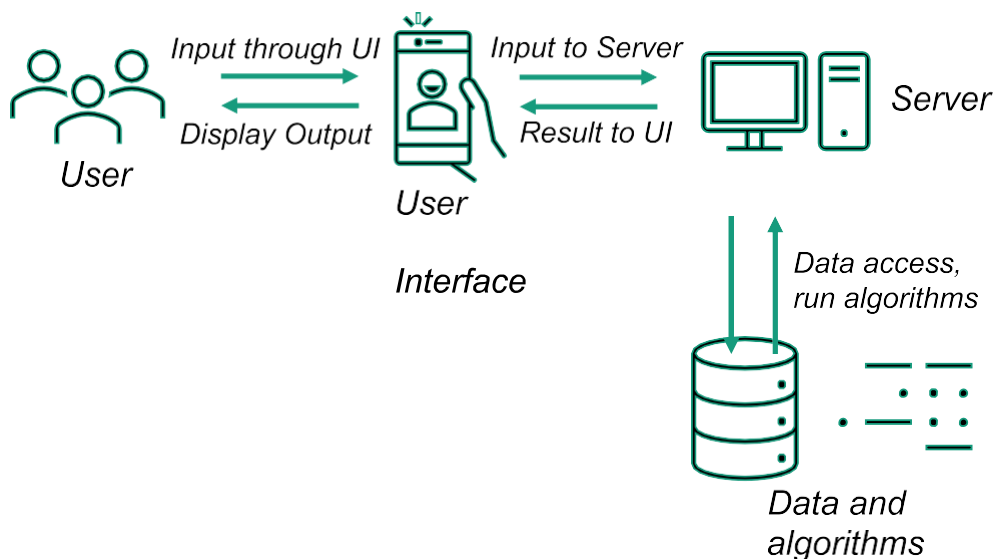 Input through UI
Display Output
User
User
Interface
Input to Server
Result to UI
Server
Data access,
run algorithms
Data and
algorithms